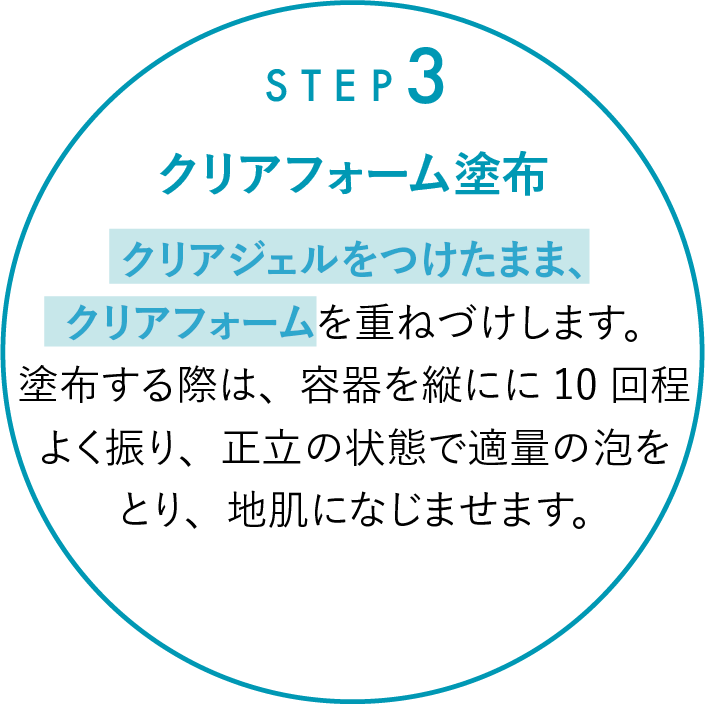 STEP 3
クリアフォーム塗布
クリアジェルをつけたまま、
クリアフォームを重ねづけします。
塗布する際は、容器を縦にに 10 回程
よく振り、正立の状態で適量の泡を
とり、地肌になじませます。